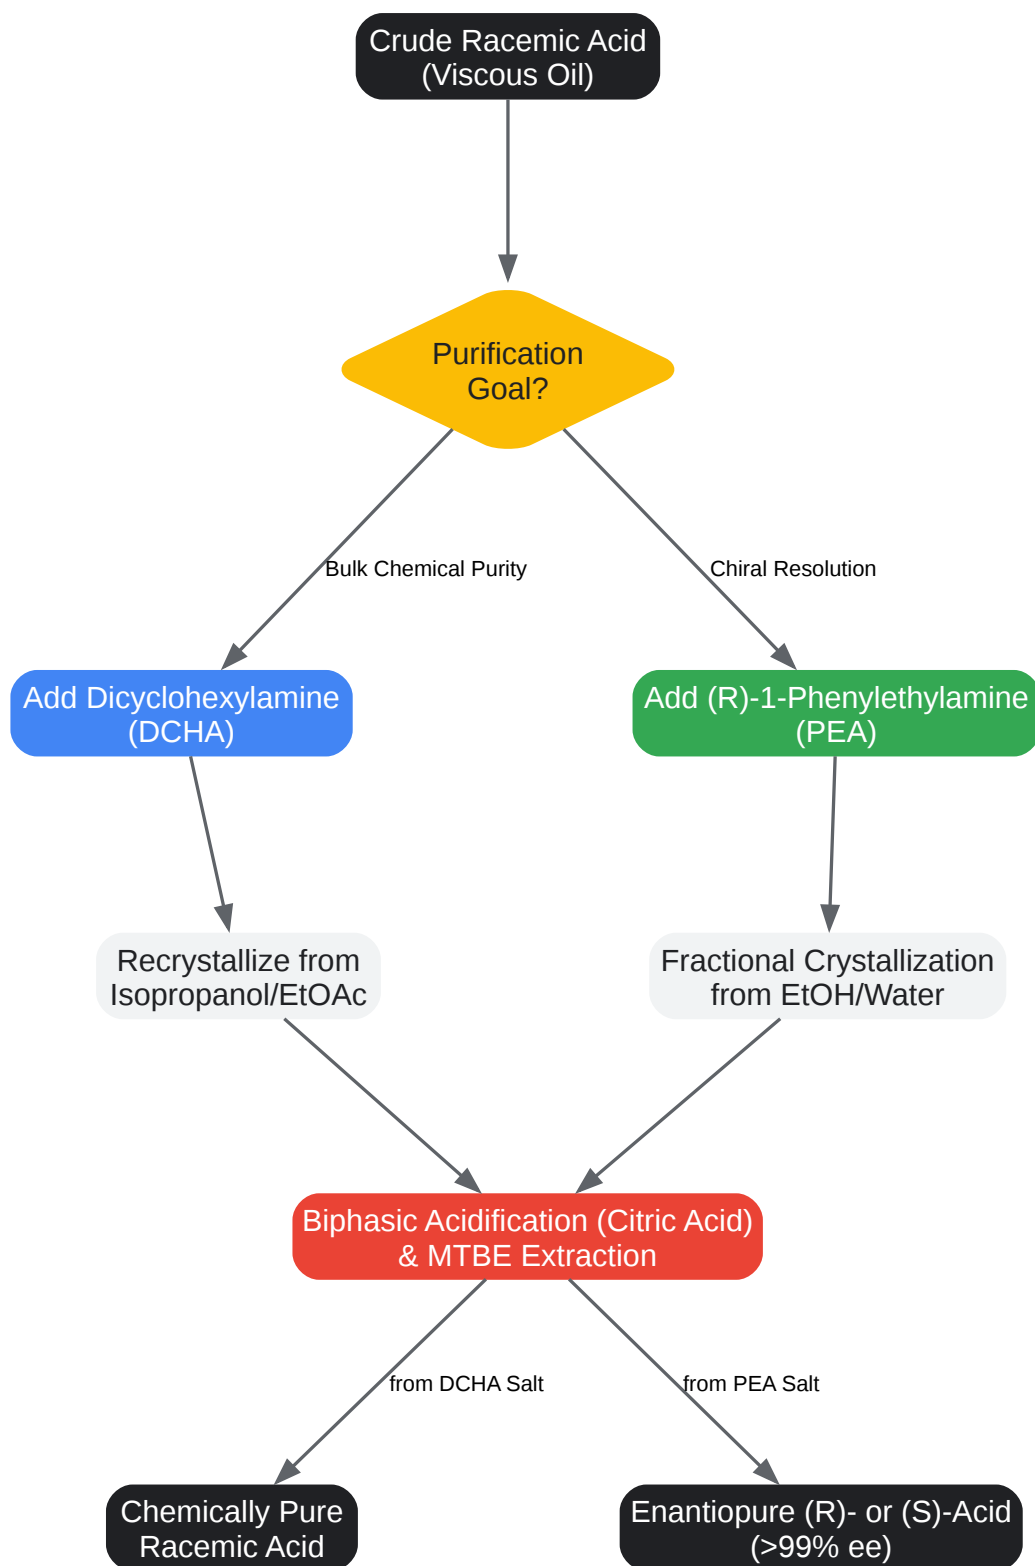 Crude Racemic Acid
(Viscous Oil)
Purification
Goal?
Bulk Chemical Purity
Chiral Resolution
Add Dicyclohexylamine
(DCHA)
Add (R)-1-Phenylethylamine
(PEA)
Recrystallize from
Isopropanol/EtOAc
Fractional Crystallization
from EtOH/Water
Biphasic Acidification (Citric Acid)
& MTBE Extraction
from DCHA Salt
from PEA Salt
Chemically Pure
Racemic Acid
Enantiopure (R)- or (S)-Acid
(>99% ee)